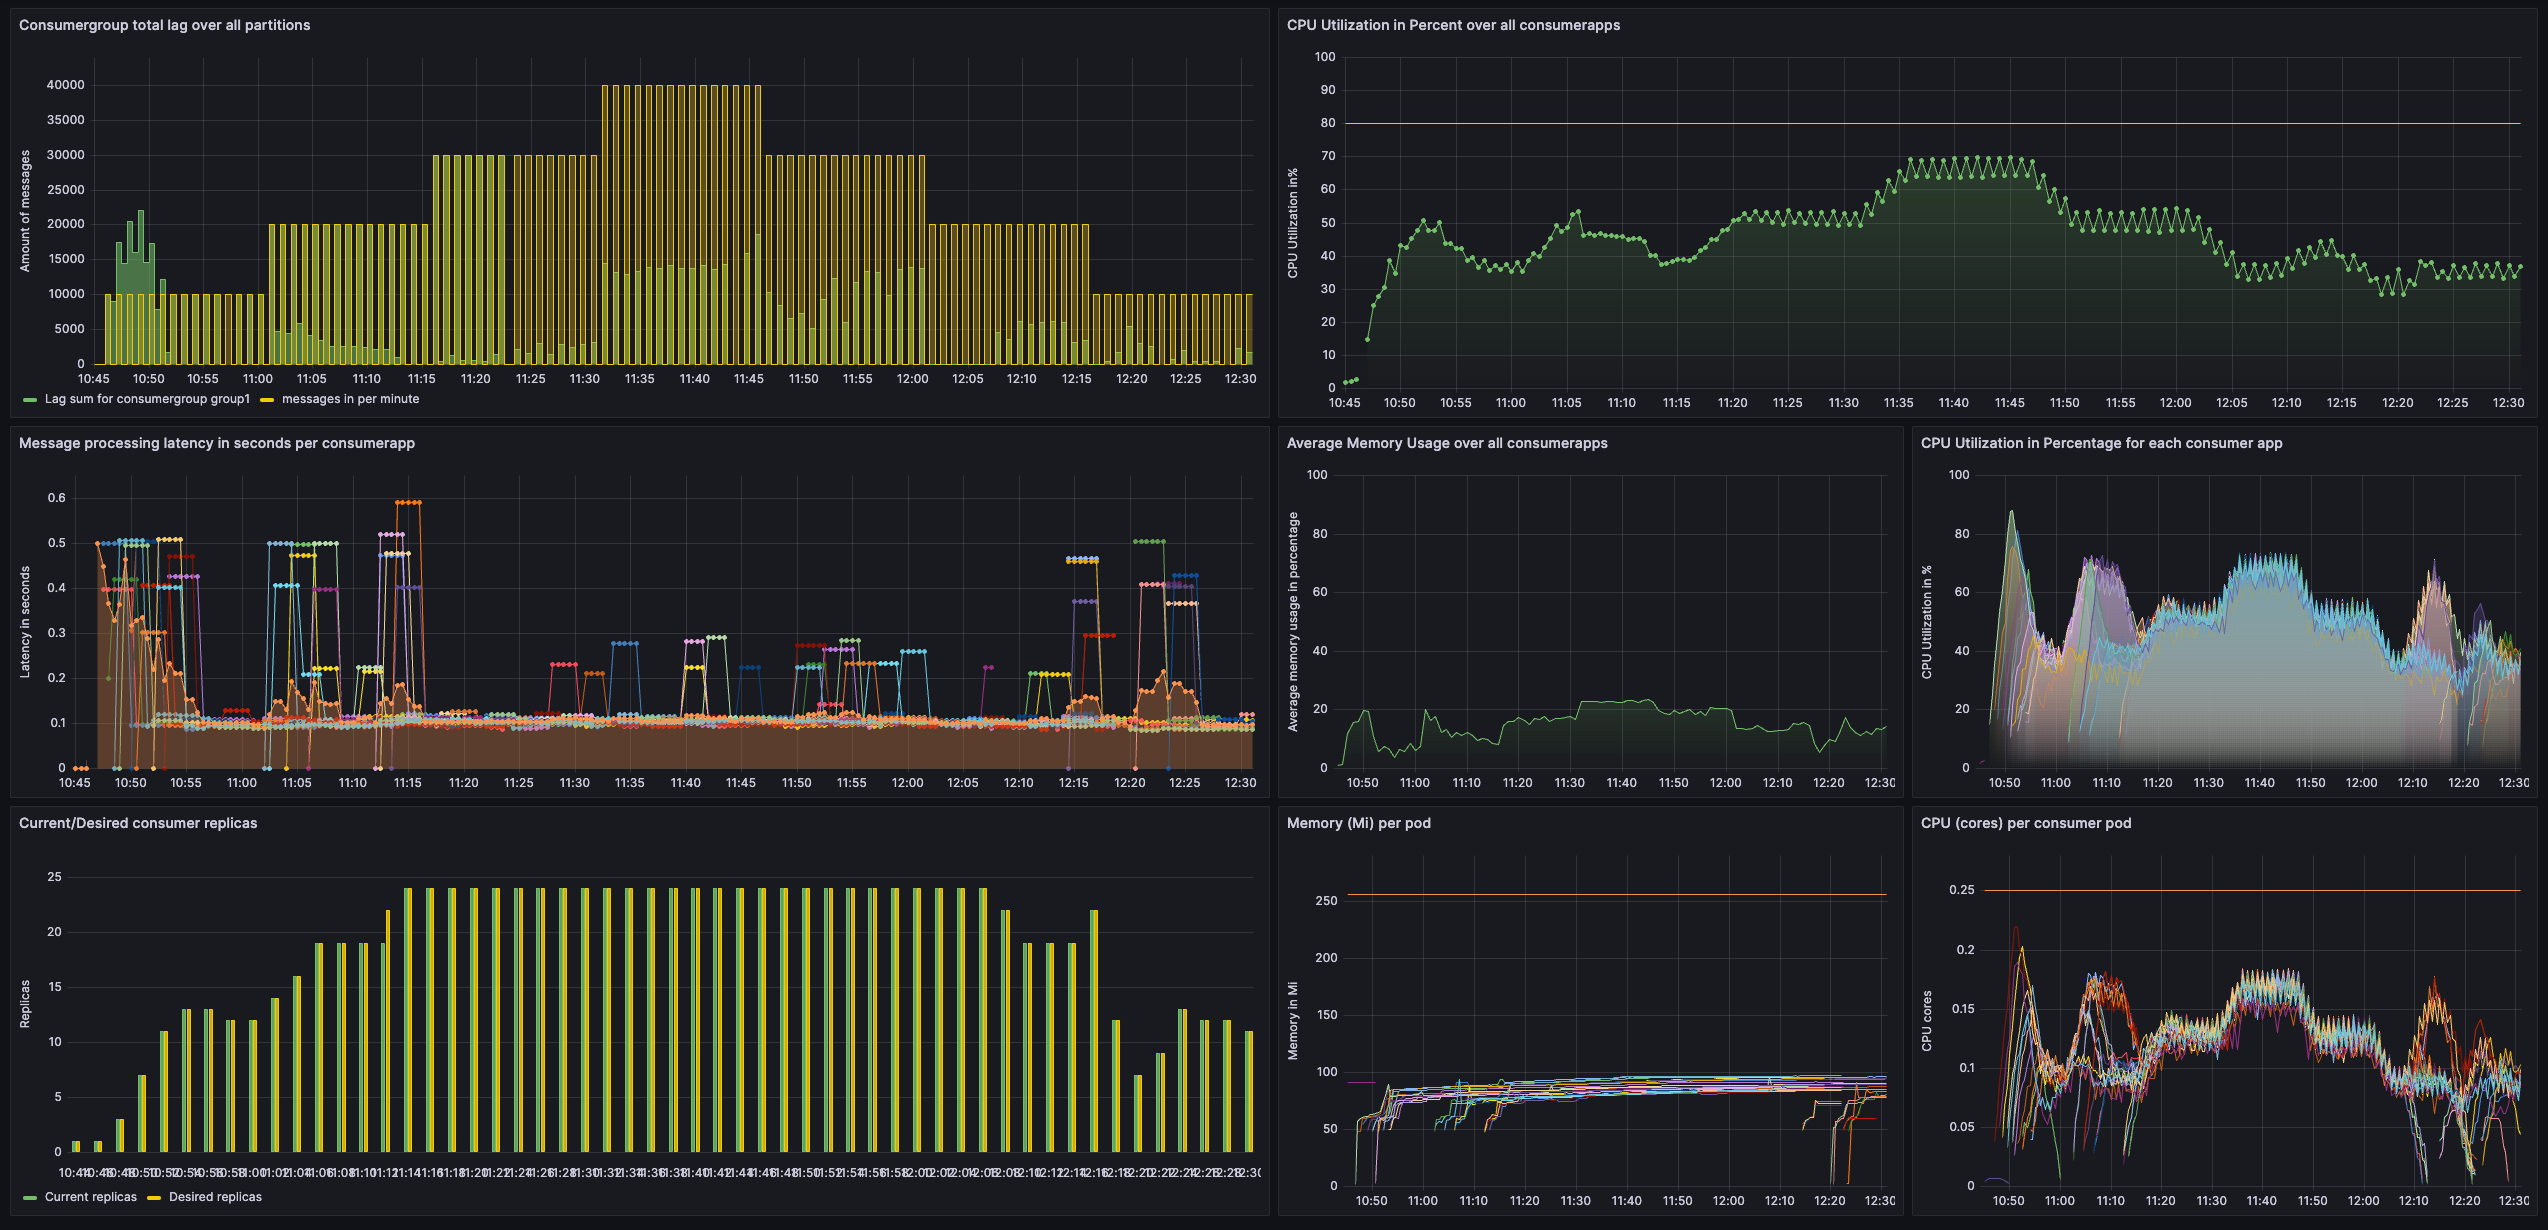 Consumergroup total lag over all partitions
Amount of messages
40000
35000
30000
25000
20000
15000
10000
5000
0
10:45 10:50 10:55 11:00 11:05 11:10 11:15 11:20 11:25 11:30 11:35 11:40 11:45 11:50 11:55 12:00 12:05 12:10 12:15 12:20 12:25 12:30
Lag sum for consumergroup group1 messages in per minute
CPU Utilization in Percent over all consumerapps
CPU Utilization in%
100
90
80
70
60
50
40
30
20
10
0
10:45 10:50 10:55 11:00 11:05 11:10 11:15 11:20 11:25 11:30 11:35 11:40 11:45 11:50 11:55 12:00 12:05 12:10 12:15 12:20 12:25 12:30
Message processing latency in seconds per consumerapp
Latency in seconds
0.6
0.5
0.4
0.3
0.2
0.1
0
10:45 10:50 10:55 11:00 11:05 11:10 11:15 11:20 11:25 11:30 11:35 11:40 11:45 11:50 11:55 12:00 12:05 12:10 12:15 12:20 12:25 12:30
Average Memory Usage over all consumerapps
Average memory usage in percentage
100
80
60
40
20
0
10:50 11:00 11:10 11:20 11:30 11:40 11:50 12:00 12:10 12:20 12:30
CPU Utilization in Percentage for each consumer app
CPU Utilization in %
100
80
60
40
20
0
10:50 11:00 11:10 11:20 11:30 11:40 11:50 12:00 12:10 12:20 12:30
Current/Desired consumer replicas
Replicas
25
20
15
10
5
0
Current replicas Desired replicas
Memory (Mi) per pod
Memory in Mi
250
200
150
100
50
0
10:50 11:00 11:10 11:20 11:30 11:40 11:50 12:00 12:10 12:20 12:30
CPU (cores) per consumer pod
CPU cores
0.25
0.2
0.15
0.1
0.05
0
10:50 11:00 11:10 11:20 11:30 11:40 11:50 12:00 12:10 12:20 12:30